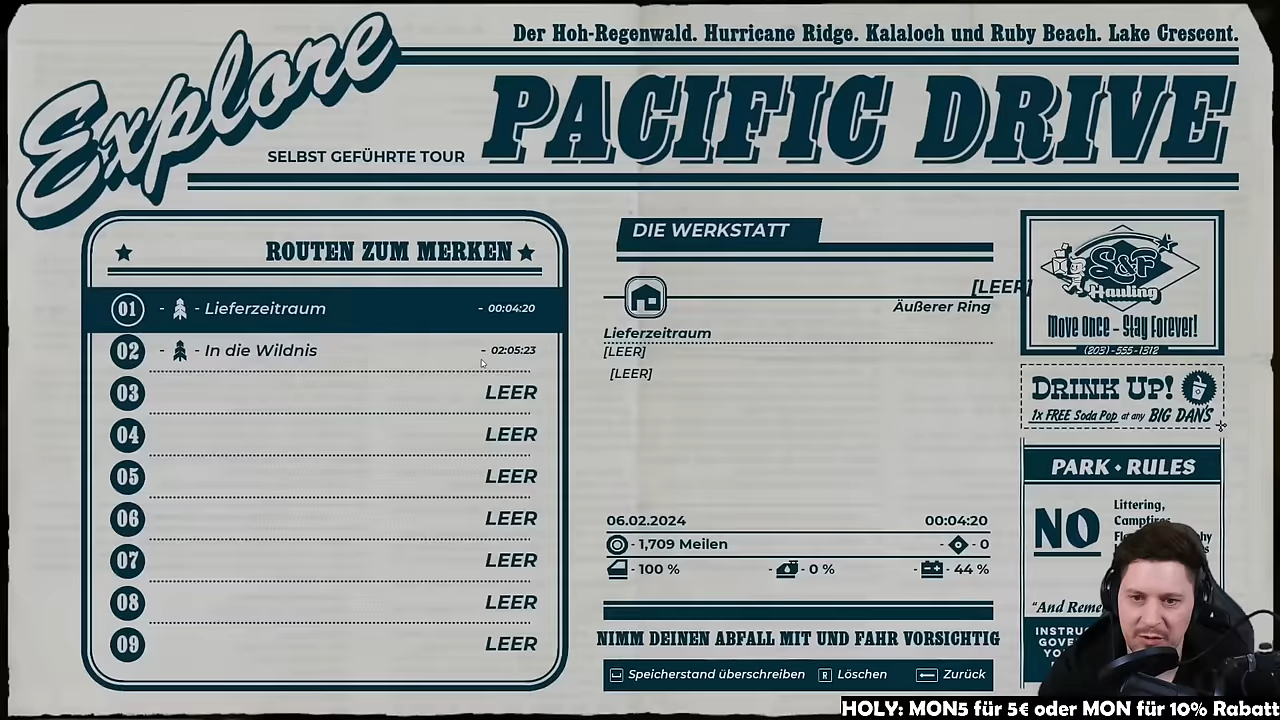 Explore
Der Hoh-Regenwald. Hurricane Ridge. Kalaloch und Ruby Beach. Lake Crescent.
PACIFIC DRIVE
SELBST GEFÜHRTE TOUR
ROUTEN ZUM MERKEN
01 - - Lieferzeitraum - 00:04:20
02 - - In die Wildnis - 02:05:23
03 LEER
04 LEER
05 LEER
06 LEER
07 LEER
08 LEER
09 LEER
DIE WERKSTATT
[LEER]
Äußerer Ring
Lieferzeitraum
[LEER]
[LEER]
06.02.2024 00:04:20
- 1,709 Meilen - - 0
- 100 % - - 0 % - - 44 %
NIMM DEINEN ABFALL MIT UND FAHR VORSICHTIG
Speicherstand überschreiben R Löschen Zurück
S&F
Hauling
Move Once - Stay Forever!
(203)-555-1312
DRINK UP!
1x FREE Soda Pop at any BIG DAN'S
PARK • RULES
NO
Littering,
Campfires
"And Reme
HOLY: MON5 für 5€ oder MON für 10% Rabatt